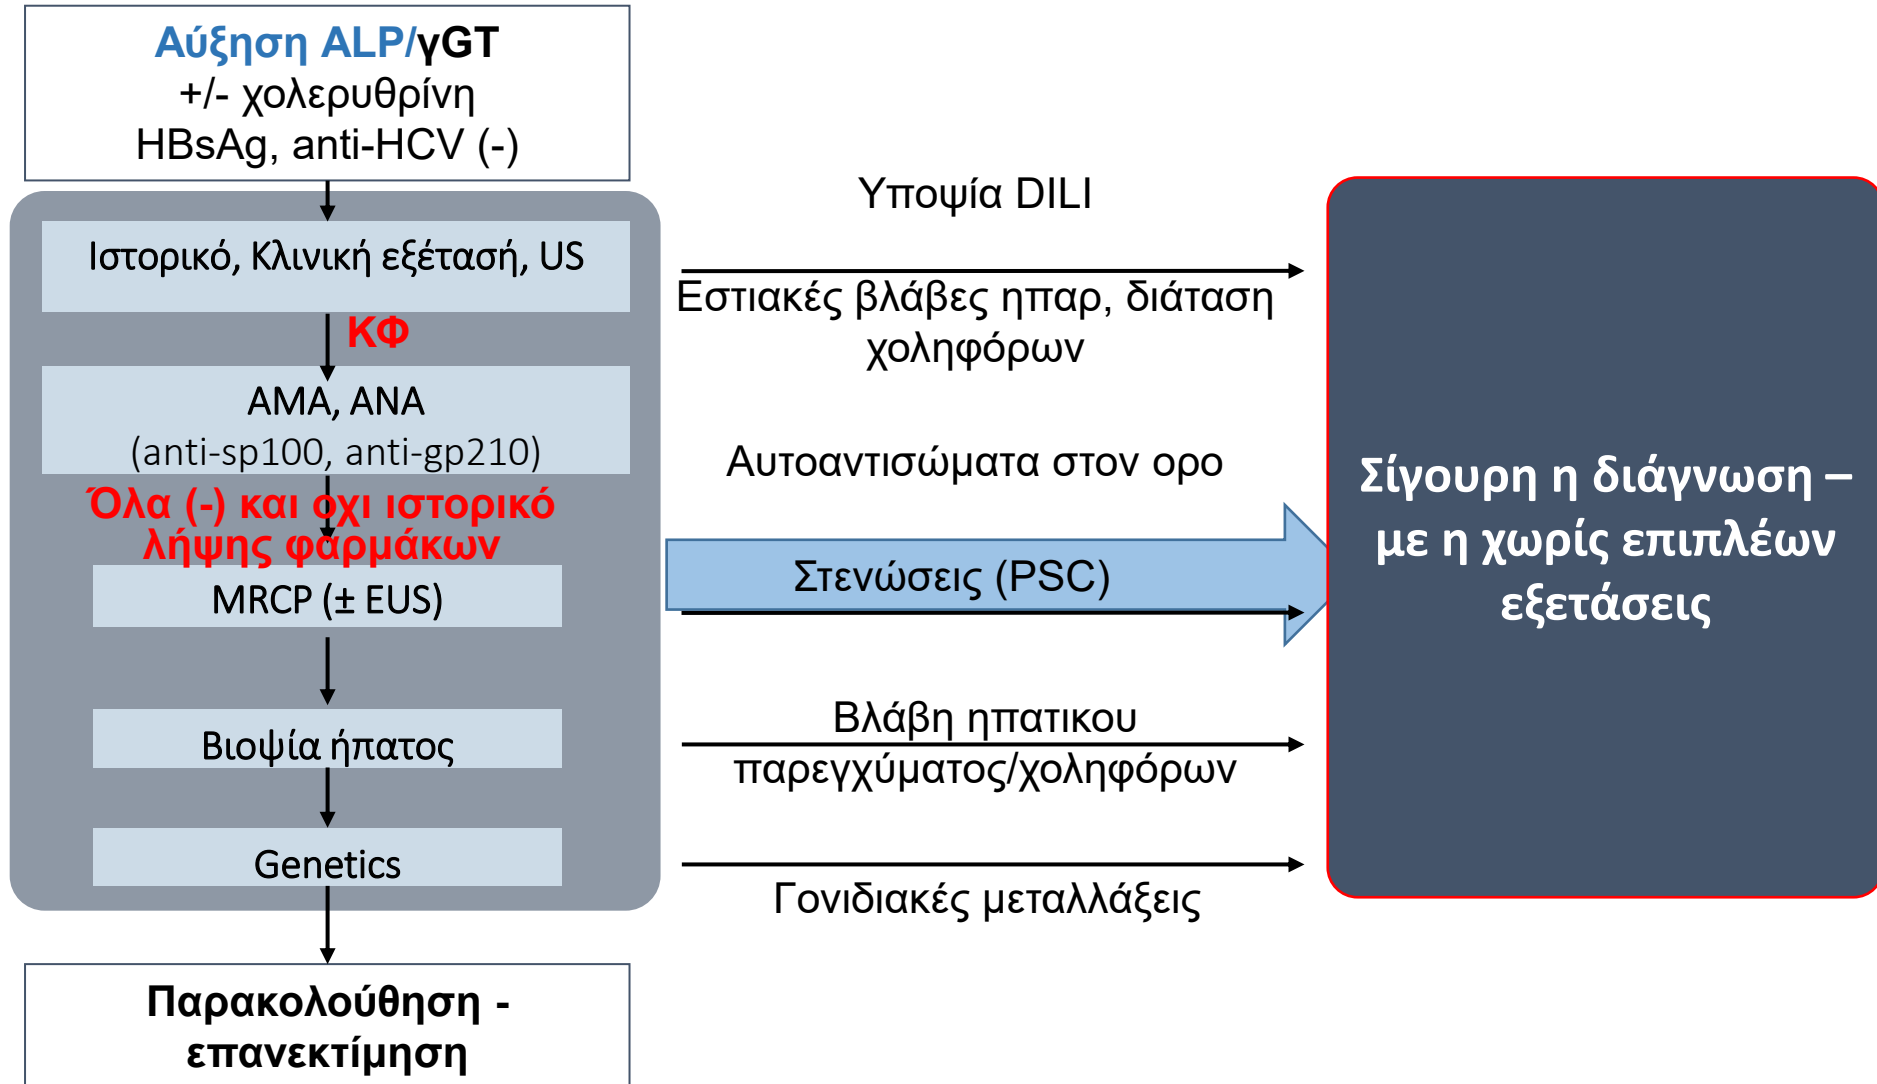 Αύξηση ALP/γGT
+/- χολερυθρίνη
HBsAg, anti-HCV (-)
Ιστορικό, Κλινική εξέτασή, US
ΚΦ
AMA, ANA
(anti-sp100, anti-gp210)
Όλα (-) και οχι ιστορικό
λήψης φαρμάκων
MRCP (± EUS)
Βιοψία ήπατος
Genetics
Παρακολούθηση -
επανεκτίμηση
Υποψία DILI
Εστιακές βλάβες ηπαρ, διάταση
χοληφόρων
Αυτοαντισώματα στον ορο
Στενώσεις (PSC)
Βλάβη ηπατικου
παρεγχύματος/χοληφόρων
Γονιδιακές μεταλλάξεις
Σίγουρη η διάγνωση –
με η χωρίς επιπλέων
εξετάσεις